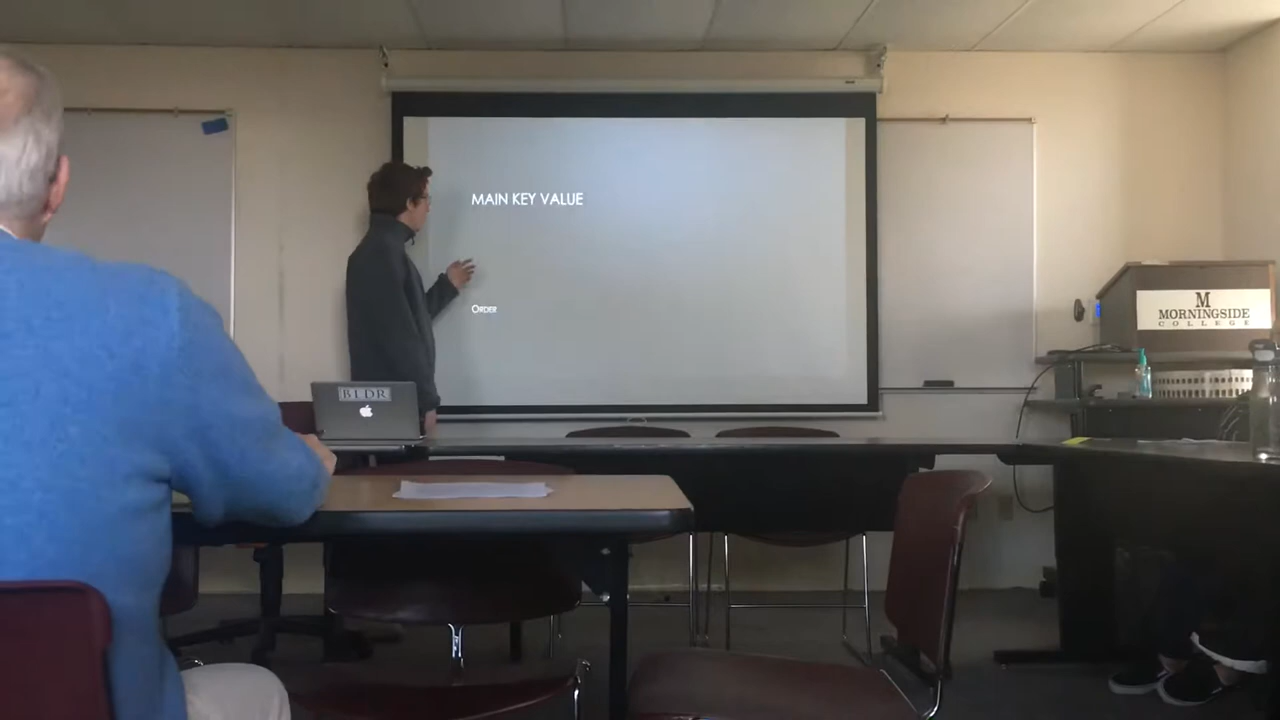 MAIN KEY VALUE
ORDER
BLDR
M
MORNINGSIDE
COLLEGE